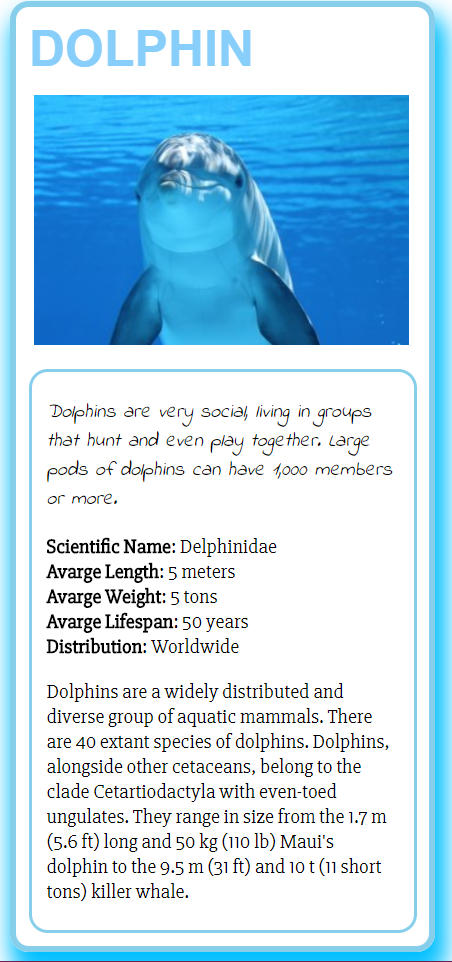 DOLPHIN
Dolphins are very social, living in groups
that hunt and even play together. Large
pods of dolphins can have 1,000 members
or more.
Scientific Name: Delphinidae
Avarge Length: 5 meters
Avarge Weight: 5 tons
Avarge Lifespan: 50 years
Distribution: Worldwide
Dolphins are a widely distributed and
diverse group of aquatic mammals. There
are 40 extant species of dolphins. Dolphins,
alongside other cetaceans, belong to the
clade Cetartiodactyla with even-toed
ungulates. They range in size from the 1.7 m
(5.6 ft) long and 50 kg (110 lb) Maui's
dolphin to the 9.5 m (31 ft) and 10 t (11 short
tons) killer whale.